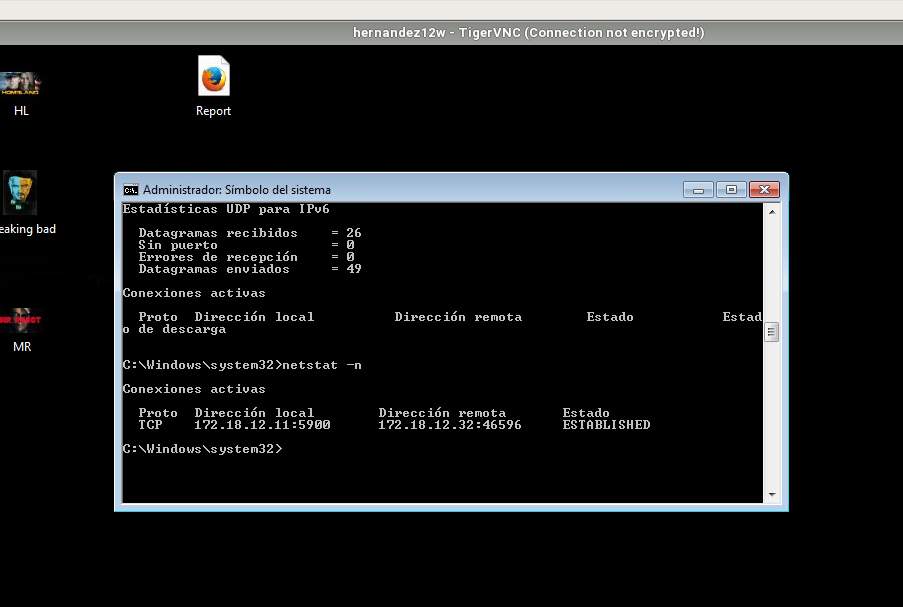 hernandez12w - TigerVNC (Connection not encrypted!)
HOMELAND
HL
Report
eaking bad
MR ROBOT
MR
Administrador: Símbolo del sistema
Estadísticas UDP para IPv6
Datagramas recibidos = 26
Sin puerto = 0
Errores de recepción = 0
Datagramas enviados = 49
Conexiones activas
Proto Dirección local Dirección remota Estado Estad
o de descarga
C:\Windows\system32>netstat -n
Conexiones activas
Proto Dirección local Dirección remota Estado
TCP 172.18.12.11:5900 172.18.12.32:46596 ESTABLISHED
C:\Windows\system32>